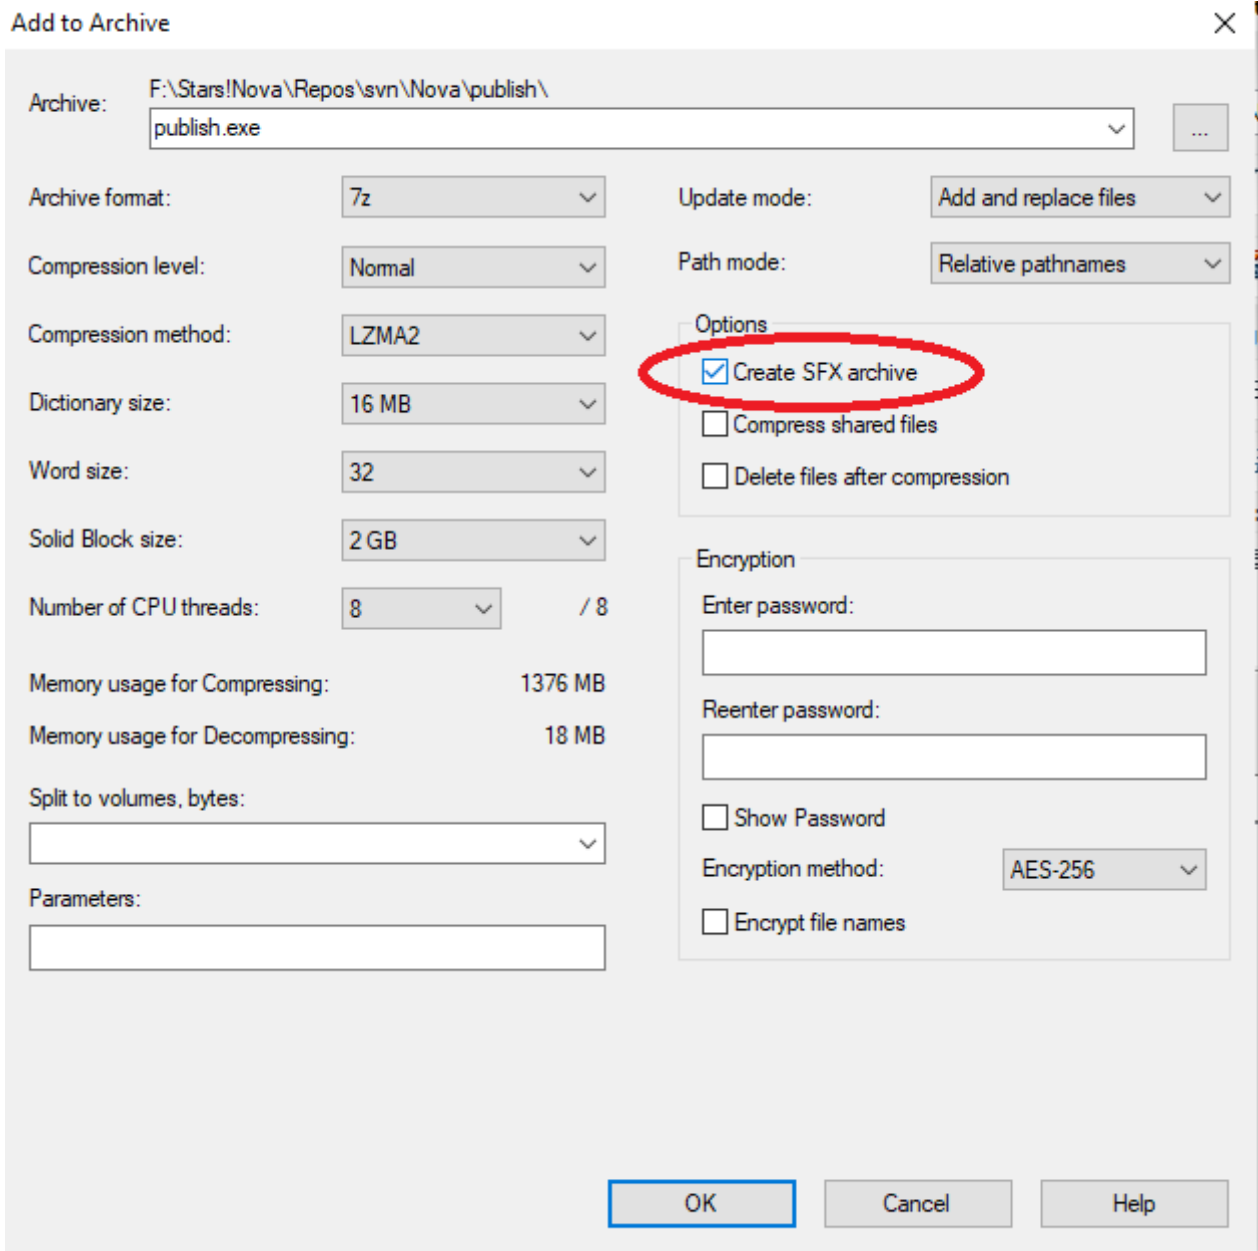 Add to Archive
Archive:
F:\Stars!Nova\Repos\svn\Nova\publish\
publish.exe
...
Archive format:
7z
Compression level:
Normal
Compression method:
LZMA2
Dictionary size:
16 MB
Word size:
32
Solid Block size:
2 GB
Number of CPU threads:
8
/ 8
Memory usage for Compressing:
1376 MB
Memory usage for Decompressing:
18 MB
Split to volumes, bytes:
Parameters:
Update mode:
Add and replace files
Path mode:
Relative pathnames
Options
Create SFX archive
Compress shared files
Delete files after compression
Encryption
Enter password:
Reenter password:
Show Password
Encryption method:
AES-256
Encrypt file names
OK
Cancel
Help